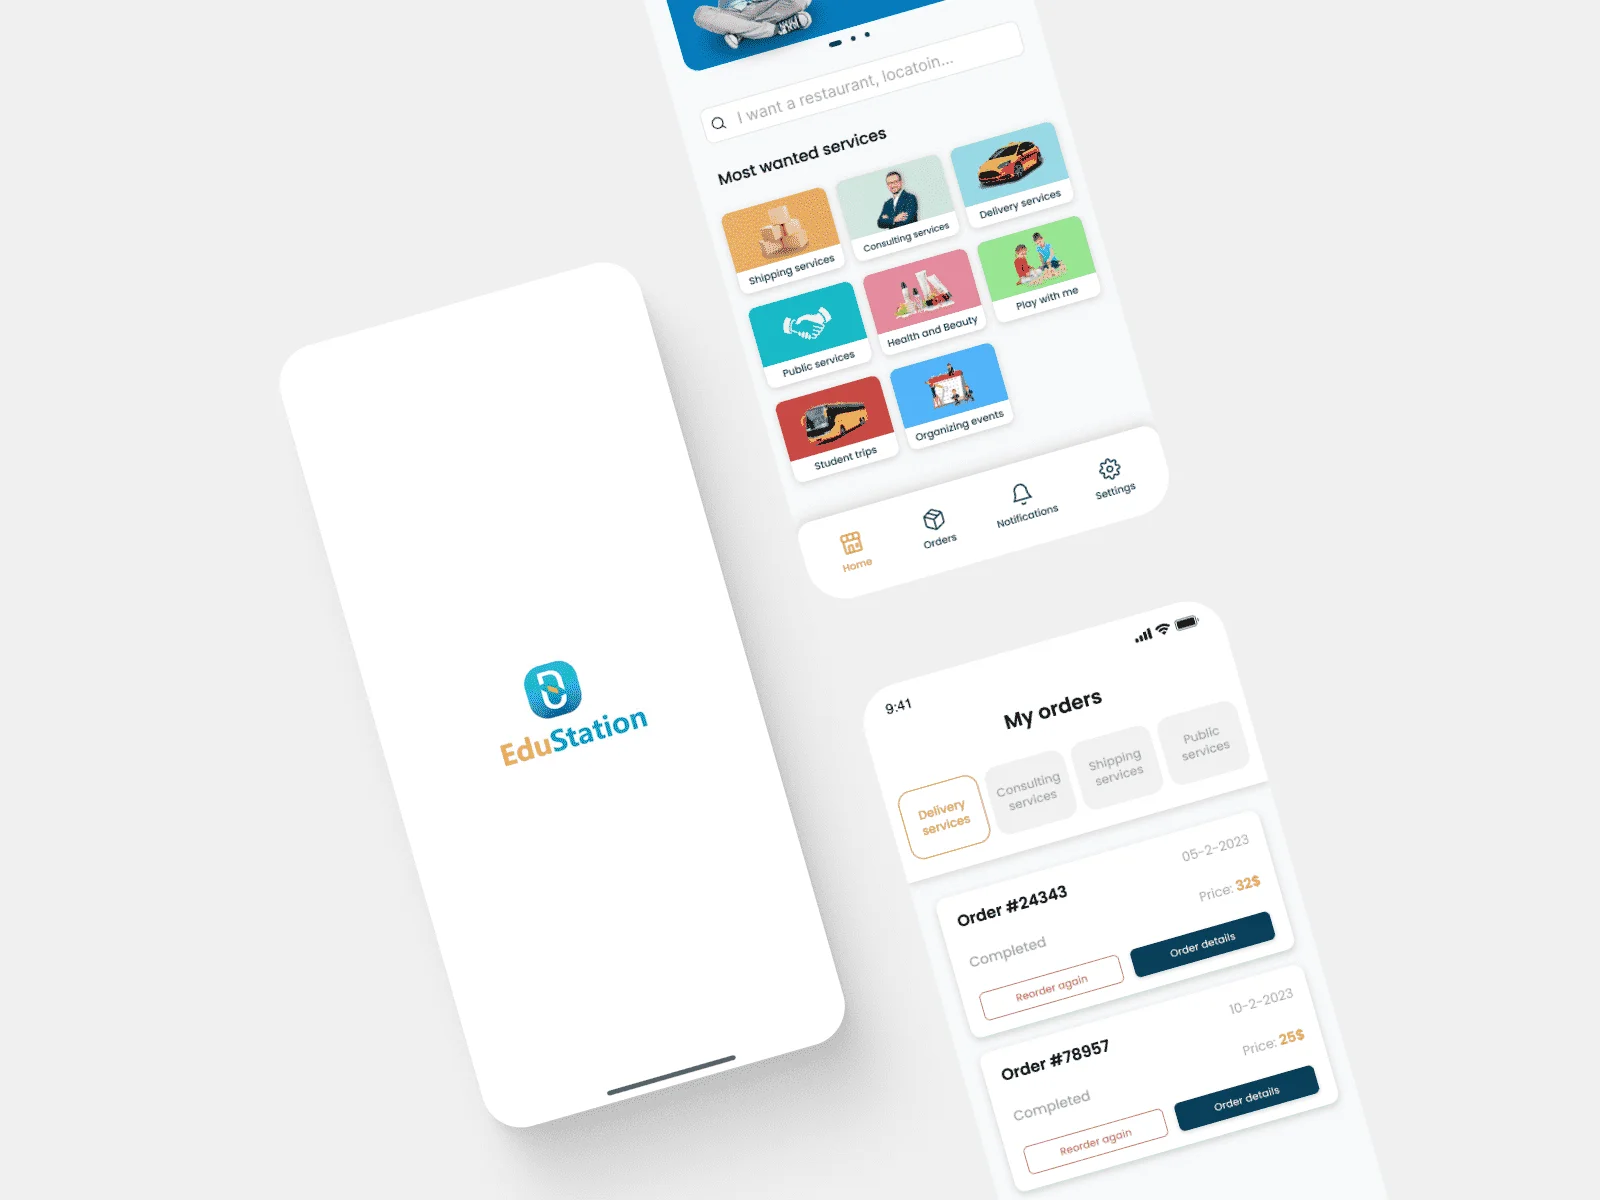 I want a restaurant, locatoin...
Most wanted services
Shipping services
Consulting services
Delivery services
Public services
Health and Beauty
Play with me
Student trips
Organizing events
Home
Orders
Notifications
Settings
EduStation
9:41
My orders
Delivery
services
Consulting
services
Shipping
services
Public
services
05-2-2023
Order #24343
Price: 32$
Completed
Reorder again
Order details
10-2-2023
Order #78957
Price: 25$
Completed
Reorder again
Order details